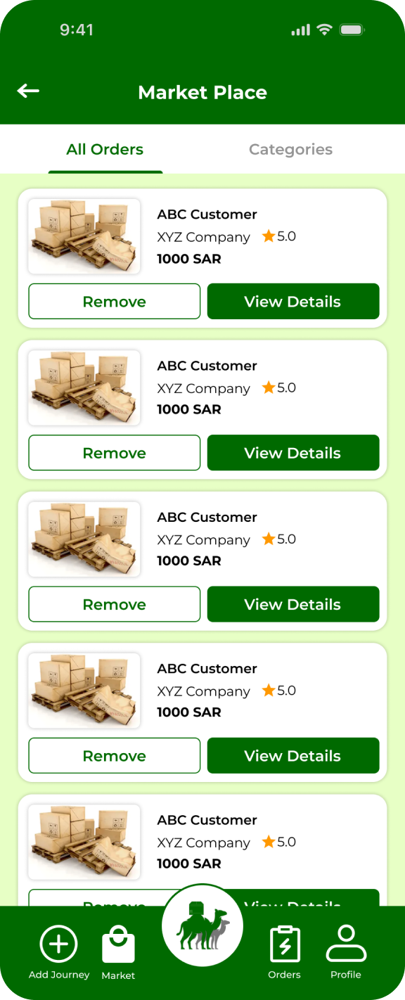 9:41
Market Place
All Orders
Categories
ABC Customer
XYZ Company 5.0
1000 SAR
Remove
View Details
ABC Customer
XYZ Company 5.0
1000 SAR
Remove
View Details
ABC Customer
XYZ Company 5.0
1000 SAR
Remove
View Details
ABC Customer
XYZ Company 5.0
1000 SAR
Remove
View Details
ABC Customer
XYZ Company 5.0
1000 SAR
Remove
View Details
Add Journey
Market
Orders
Profile